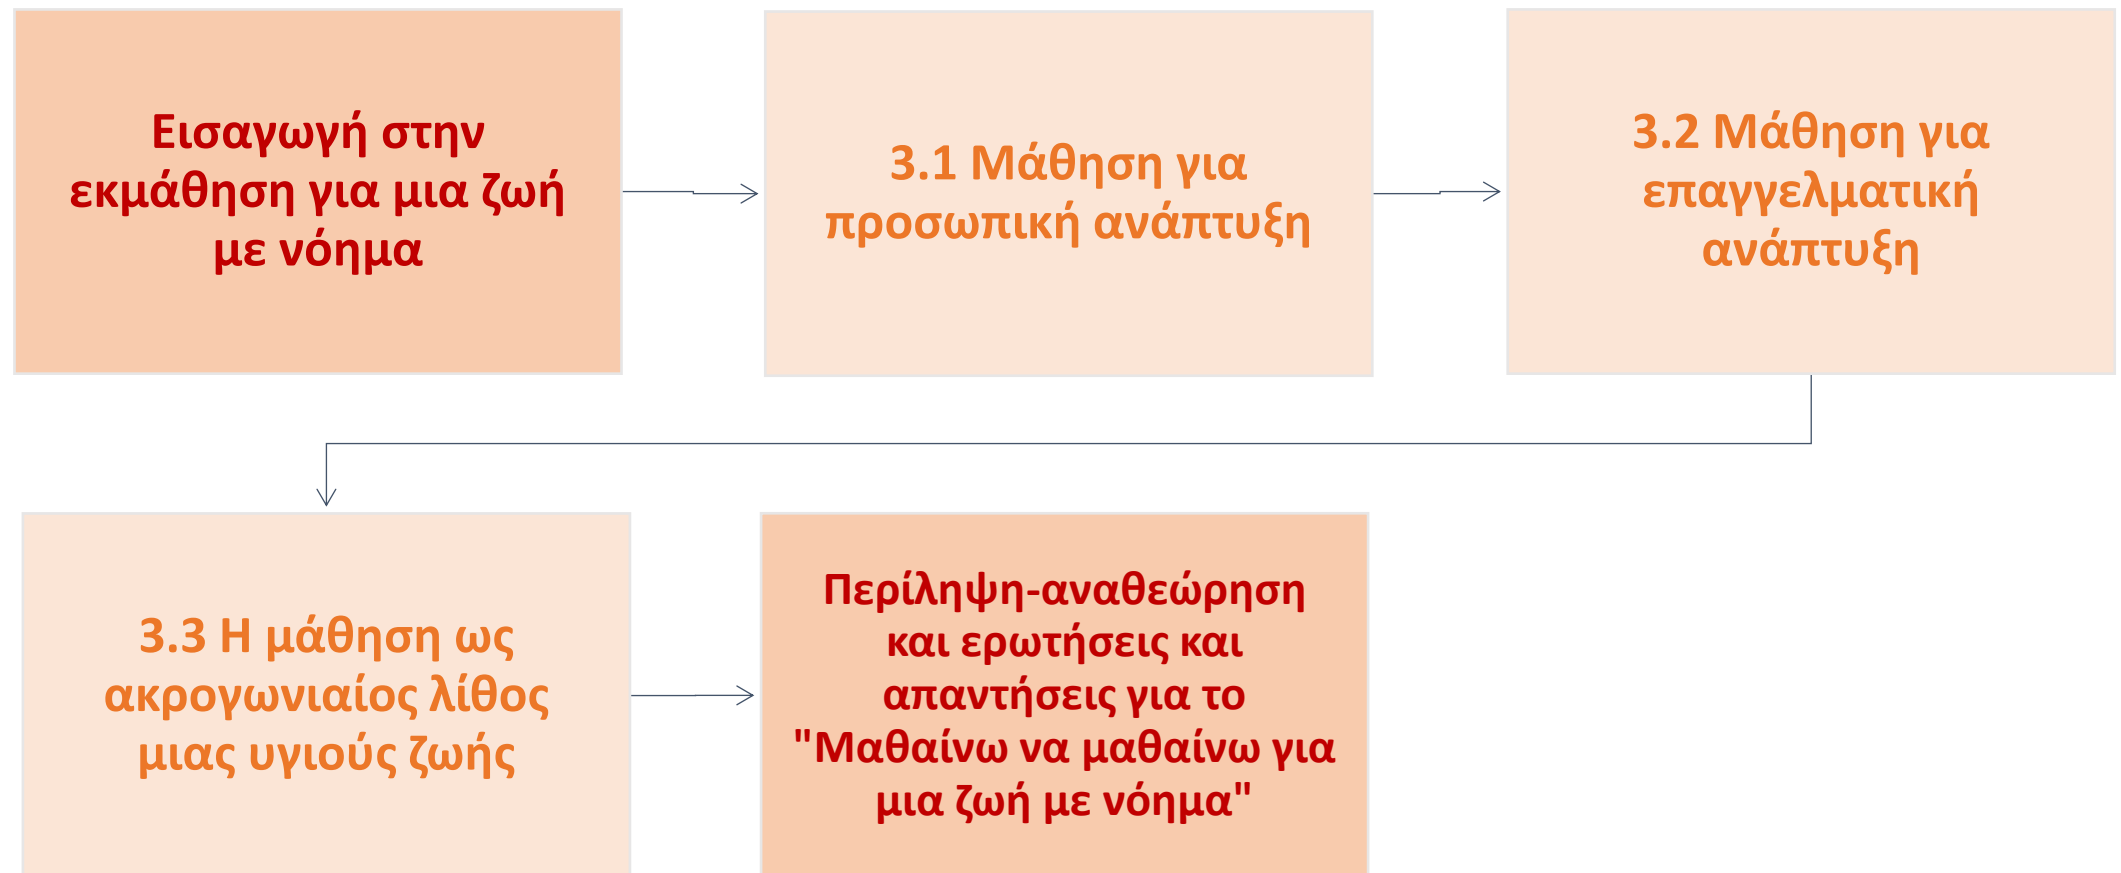 Εισαγωγή στην
εκμάθηση για μια ζωή
με νόημα
3.1 Μάθηση για
προσωπική ανάπτυξη
3.2 Μάθηση για
επαγγελματική
ανάπτυξη
3.3 Η μάθηση ως
ακρογωνιαίος λίθος
μιας υγιούς ζωής
Περίληψη-αναθεώρηση
και ερωτήσεις και
απαντήσεις για το
"Μαθαίνω να μαθαίνω για
μια ζωή με νόημα"